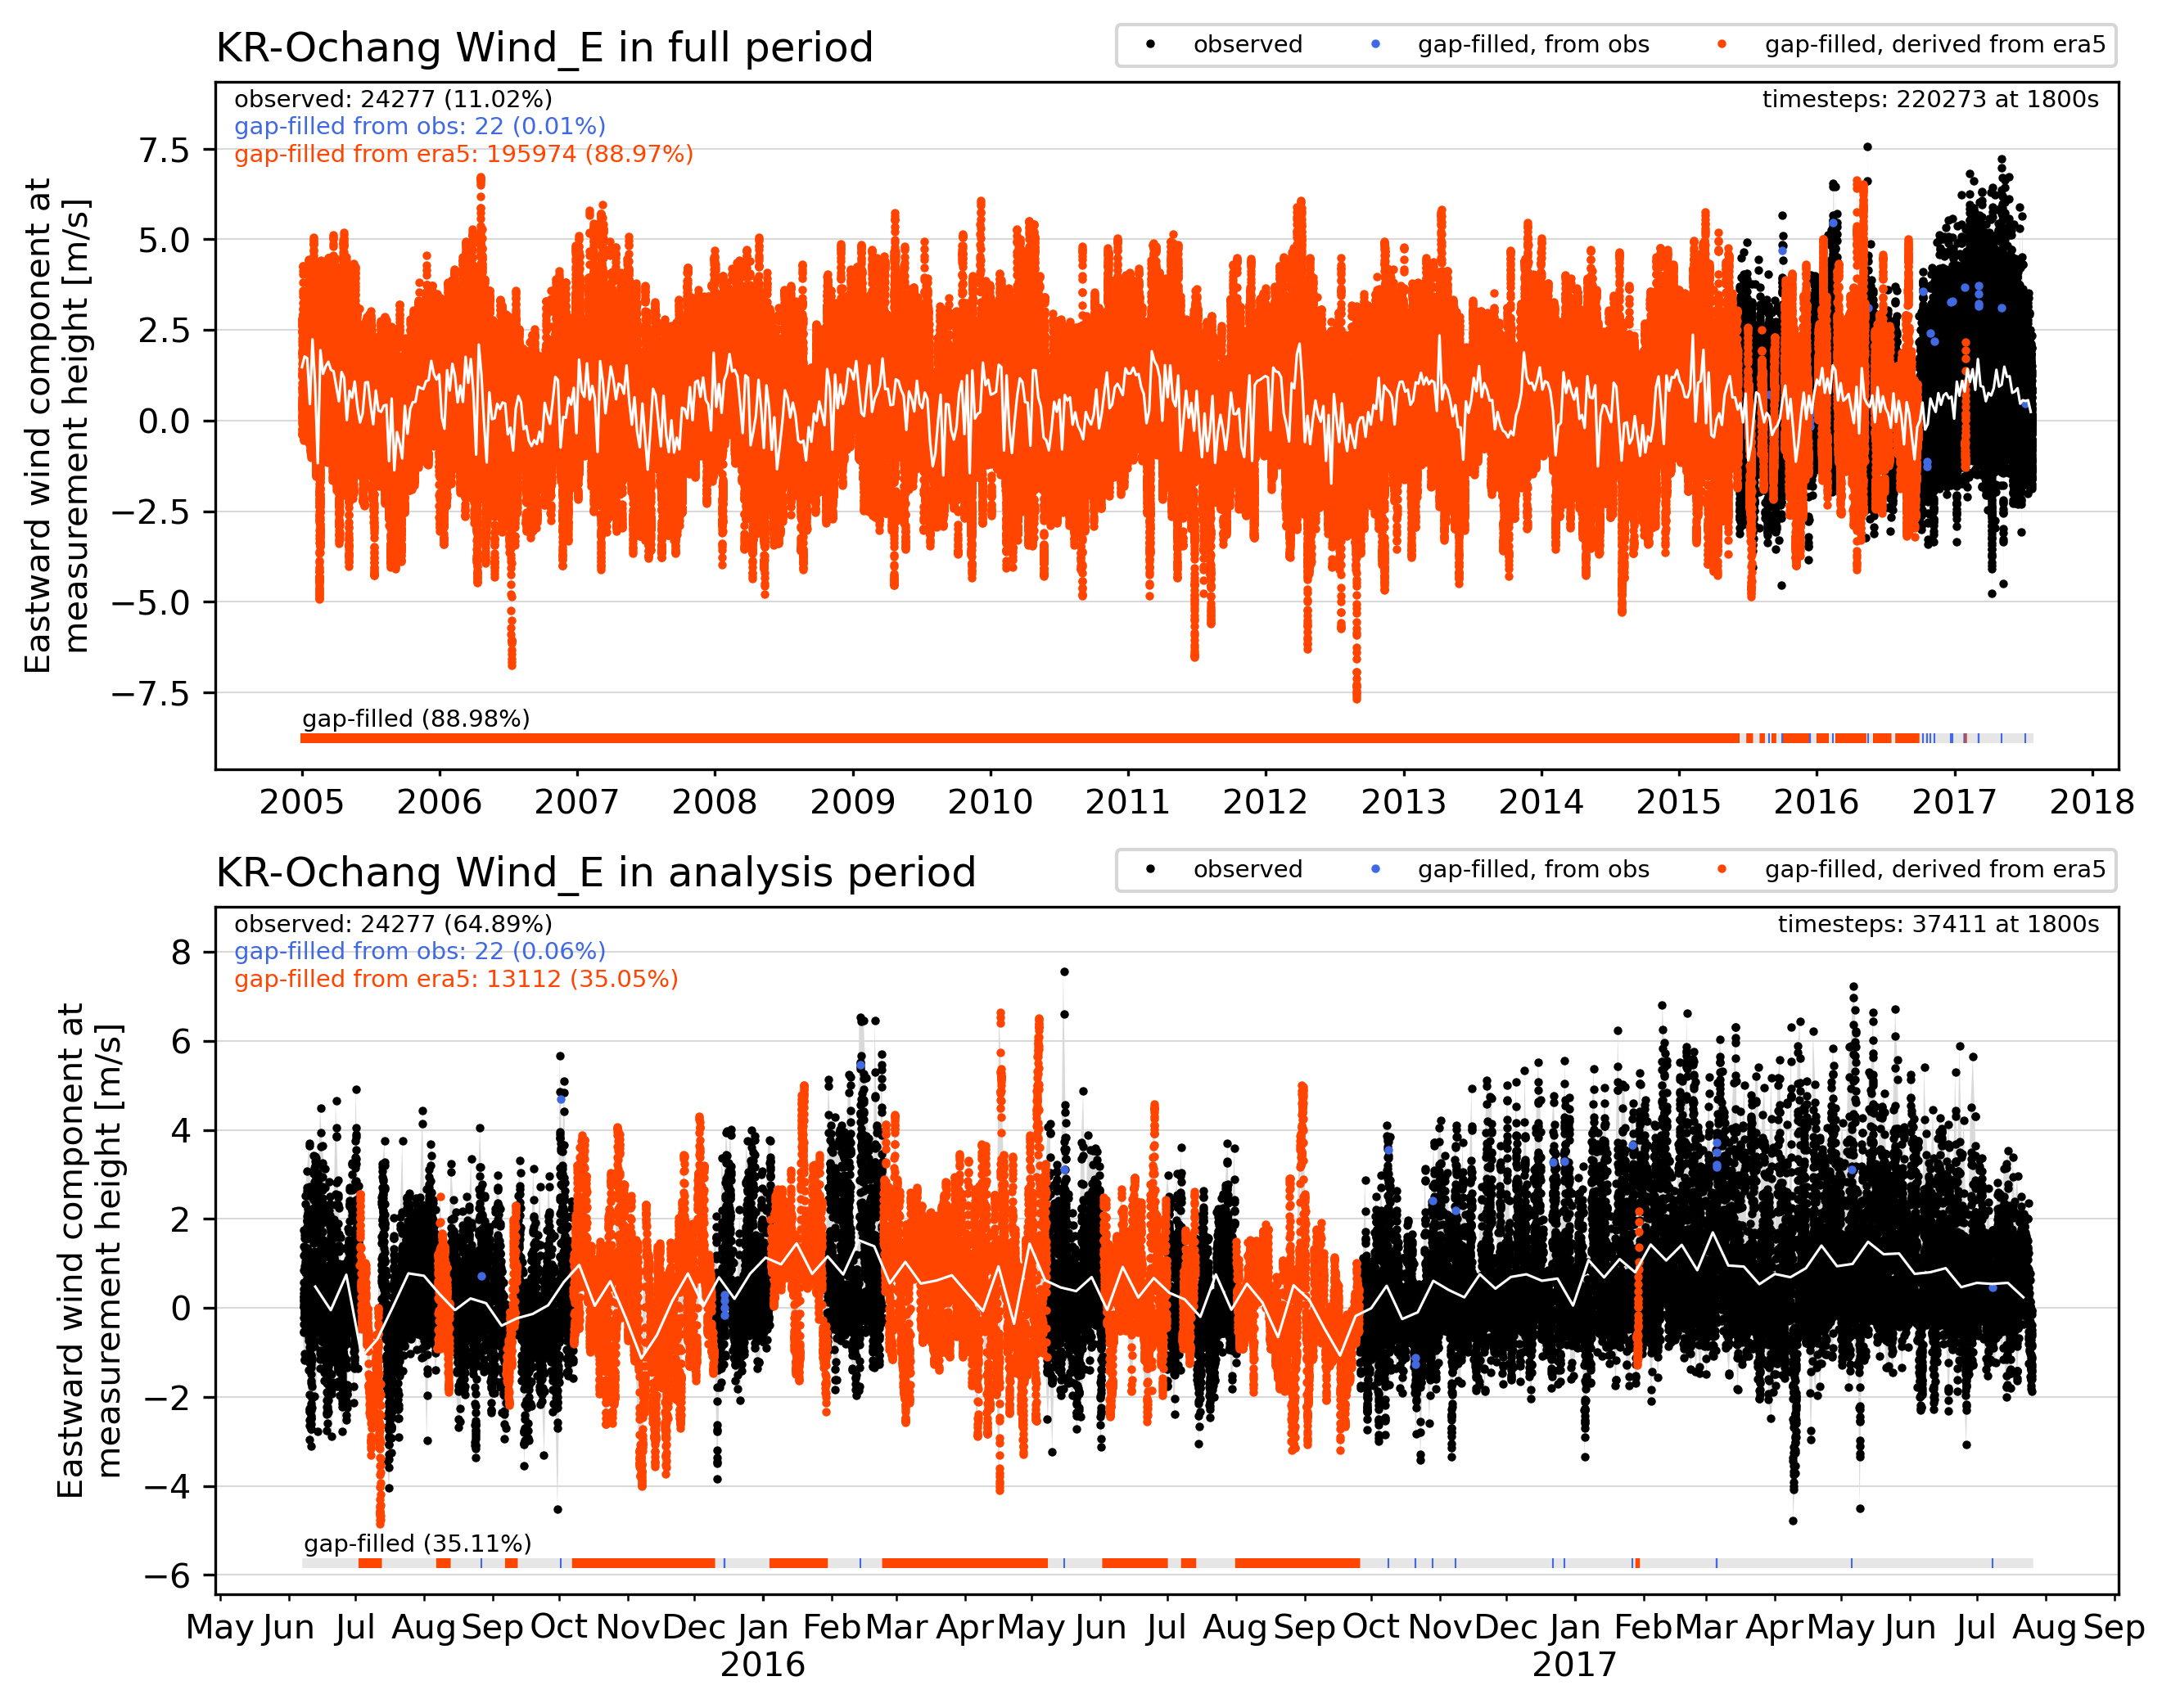 KR-Ochang Wind_E in full period
observed
gap-filled, from obs
gap-filled, derived from era5
observed: 24277 (11.02%)
gap-filled from obs: 22 (0.01%)
gap-filled from era5: 195974 (88.97%)
timesteps: 220273 at 1800s
Eastward wind component at
measurement height [m/s]
7.5
5.0
2.5
0.0
−2.5
−5.0
−7.5
gap-filled (88.98%)
2005 2006 2007 2008 2009 2010 2011 2012 2013 2014 2015 2016 2017 2018
KR-Ochang Wind_E in analysis period
observed
gap-filled, from obs
gap-filled, derived from era5
observed: 24277 (64.89%)
gap-filled from obs: 22 (0.06%)
gap-filled from era5: 13112 (35.05%)
timesteps: 37411 at 1800s
Eastward wind component at
measurement height [m/s]
8
6
4
2
0
−2
−4
−6
gap-filled (35.11%)
May Jun Jul Aug Sep Oct Nov Dec Jan Feb Mar Apr May Jun Jul Aug Sep Oct Nov Dec Jan Feb Mar Apr May Jun Jul Aug Sep
2016 2017